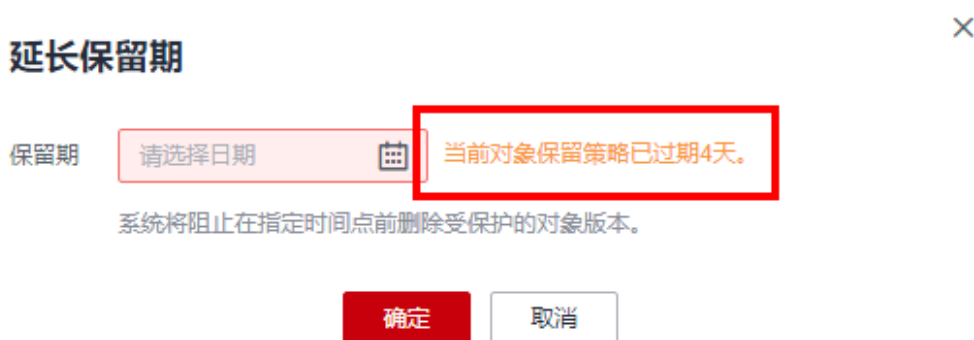 延长保留期
保留期 请选择日期 当前对象保留策略已过期4天。
系统将阻止在指定时间点前删除受保护的对象版本。
确定 取消